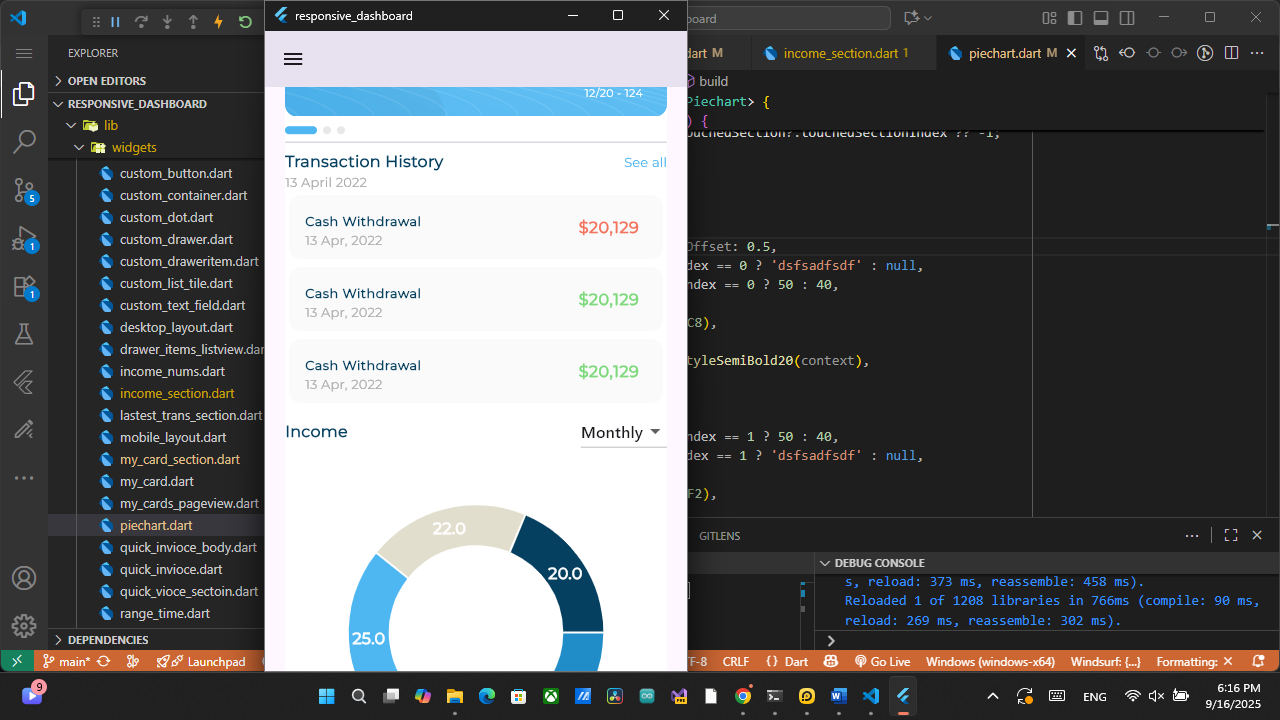 responsive_dashboard
board
EXPLORER
OPEN EDITORS
RESPONSIVE_DASHBOARD
lib
widgets
custom_button.dart
custom_container.dart
custom_dot.dart
custom_drawer.dart
custom_draweritem.dart
custom_list_tile.dart
custom_text_field.dart
desktop_layout.dart
drawer_items_listview.dar
income_nums.dart
income_section.dart
lastest_trans_section.dart
mobile_layout.dart
my_card_section.dart
my_card.dart
my_cards_pageview.dart
piechart.dart
quick_invioce_body.dart
quick_invioce.dart
quick_vioce_sectoin.dart
range_time.dart
DEPENDENCIES
5
1
1
12/20 - 124
Transaction History
See all
13 April 2022
Cash Withdrawal
13 Apr, 2022
$20,129
Cash Withdrawal
13 Apr, 2022
$20,129
Cash Withdrawal
13 Apr, 2022
$20,129
Income
Monthly
22.0
20.0
25.0
dart M
income_section.dart 1
piechart.dart M
build
Piechart> {
) {
ouchedSection?.touchedSectionIndex ?? -1;
Offset: 0.5,
dex == 0 ? 'dsfsadfsdf' : null,
ndex == 0 ? 50 : 40,
C8),
tyleSemiBold20(context),
ndex == 1 ? 50 : 40,
dex == 1 ? 'dsfsadfsdf' : null,
F2),
GITLENS
DEBUG CONSOLE
s, reload: 373 ms, reassemble: 458 ms).
Reloaded 1 of 1208 libraries in 766ms (compile: 90 ms,
reload: 269 ms, reassemble: 302 ms).
main*
Launchpad
TF-8
CRLF
{} Dart
Go Live
Windows (windows-x64)
Windsurf: {...}
Formatting: ×
9
ENG
6:16 PM
9/16/2025